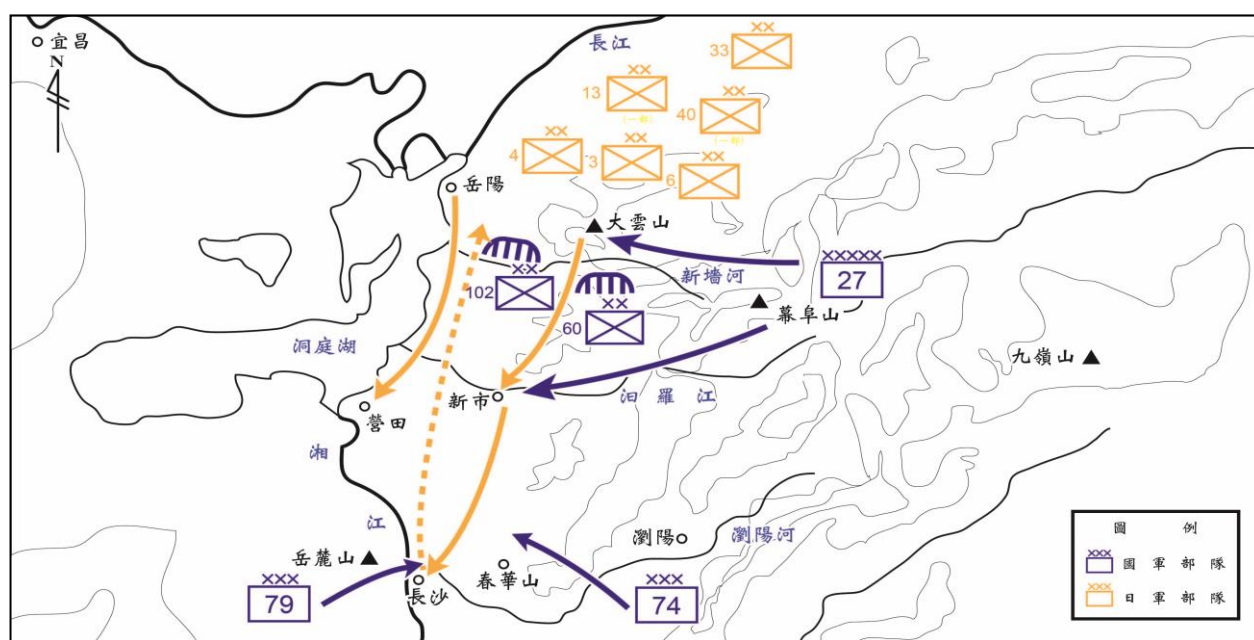 宜昌
N
長江
××
33
××
13
(一部)
××
40
(一部)
××
4
××
3
××
6
岳陽
大雲山
××
102
××
60
新墻河
×××××
27
幕阜山
九嶺山
洞庭湖
新市
汨羅江
營田
湘江
岳麓山
×××
79
長沙
春華山
×××
74
瀏陽
瀏陽河
圖例
×××
國軍部隊
×××
日軍部隊